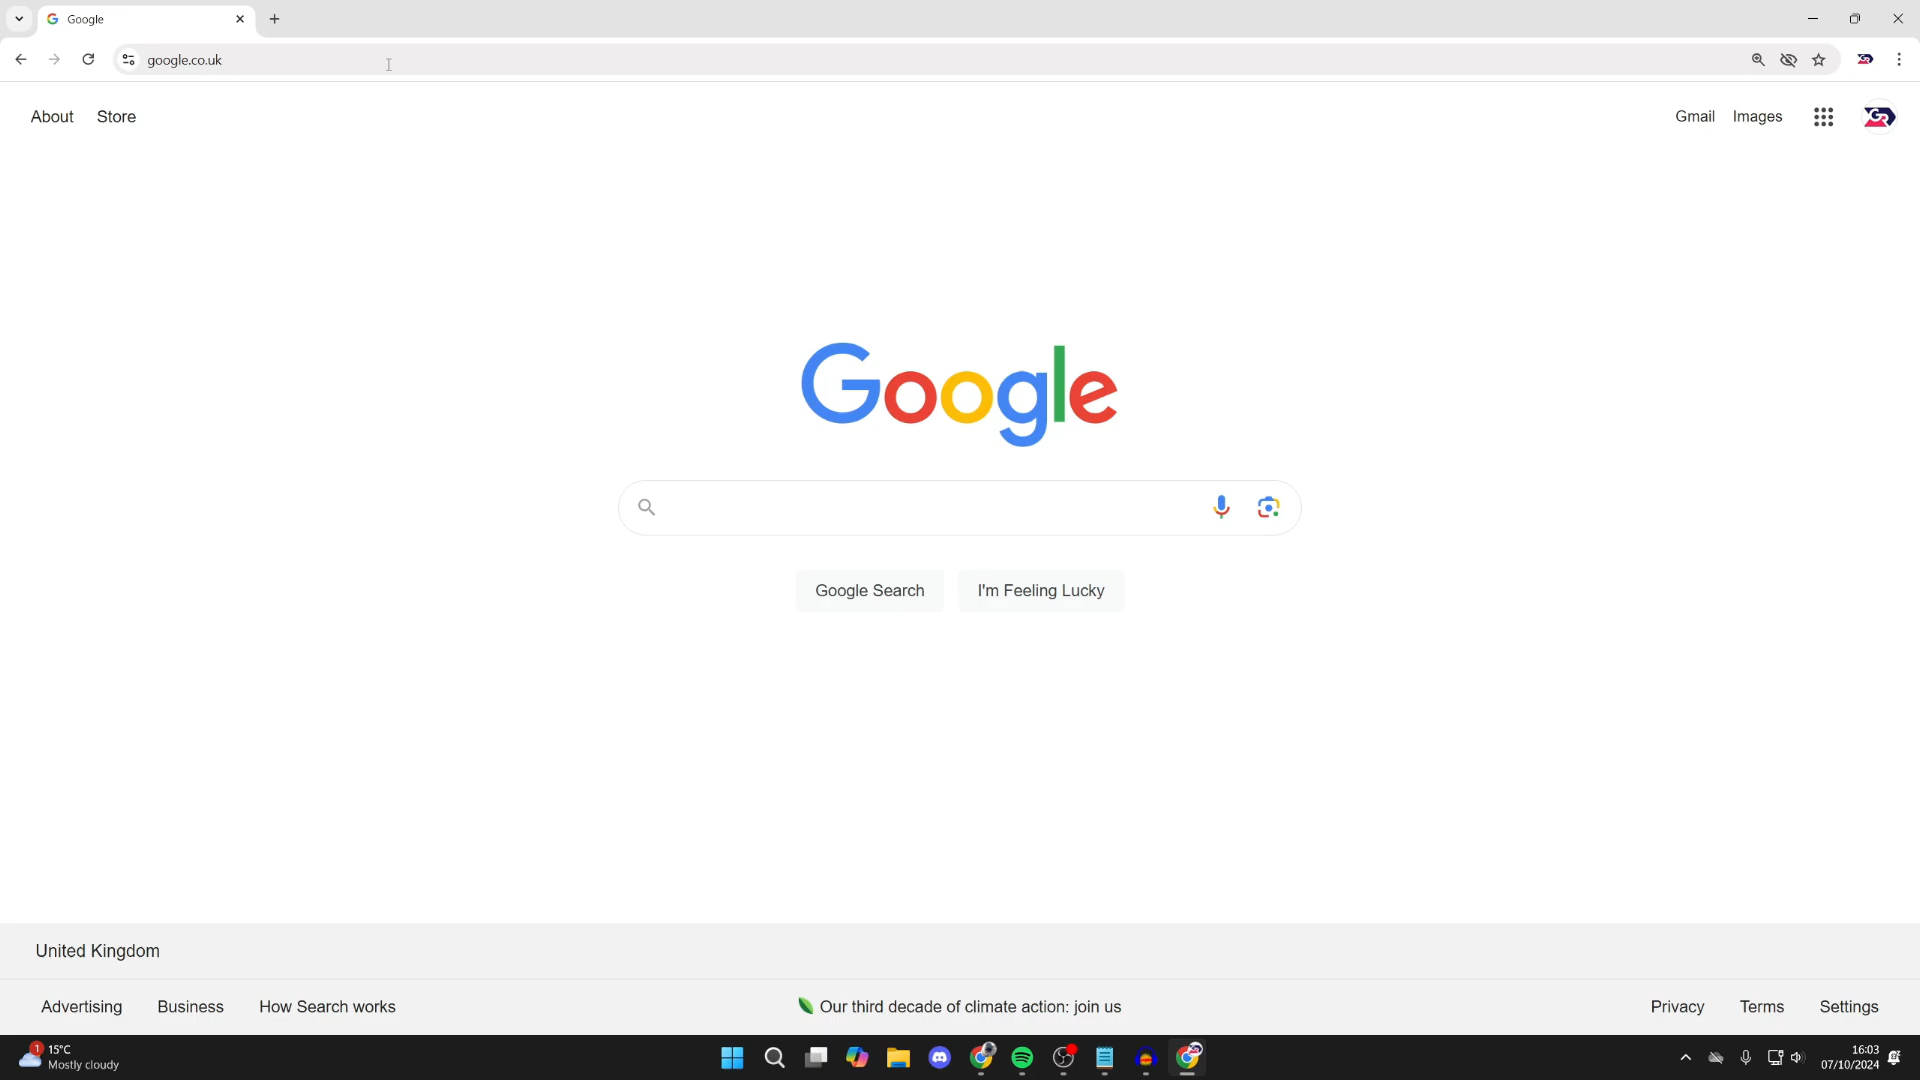 Google
google.co.uk
About Store
Gmail Images
Google
Google Search I'm Feeling Lucky
United Kingdom
Advertising Business How Search works
Our third decade of climate action: join us
Privacy Terms Settings
1
15°C
Mostly cloudy
16:03
07/10/2024